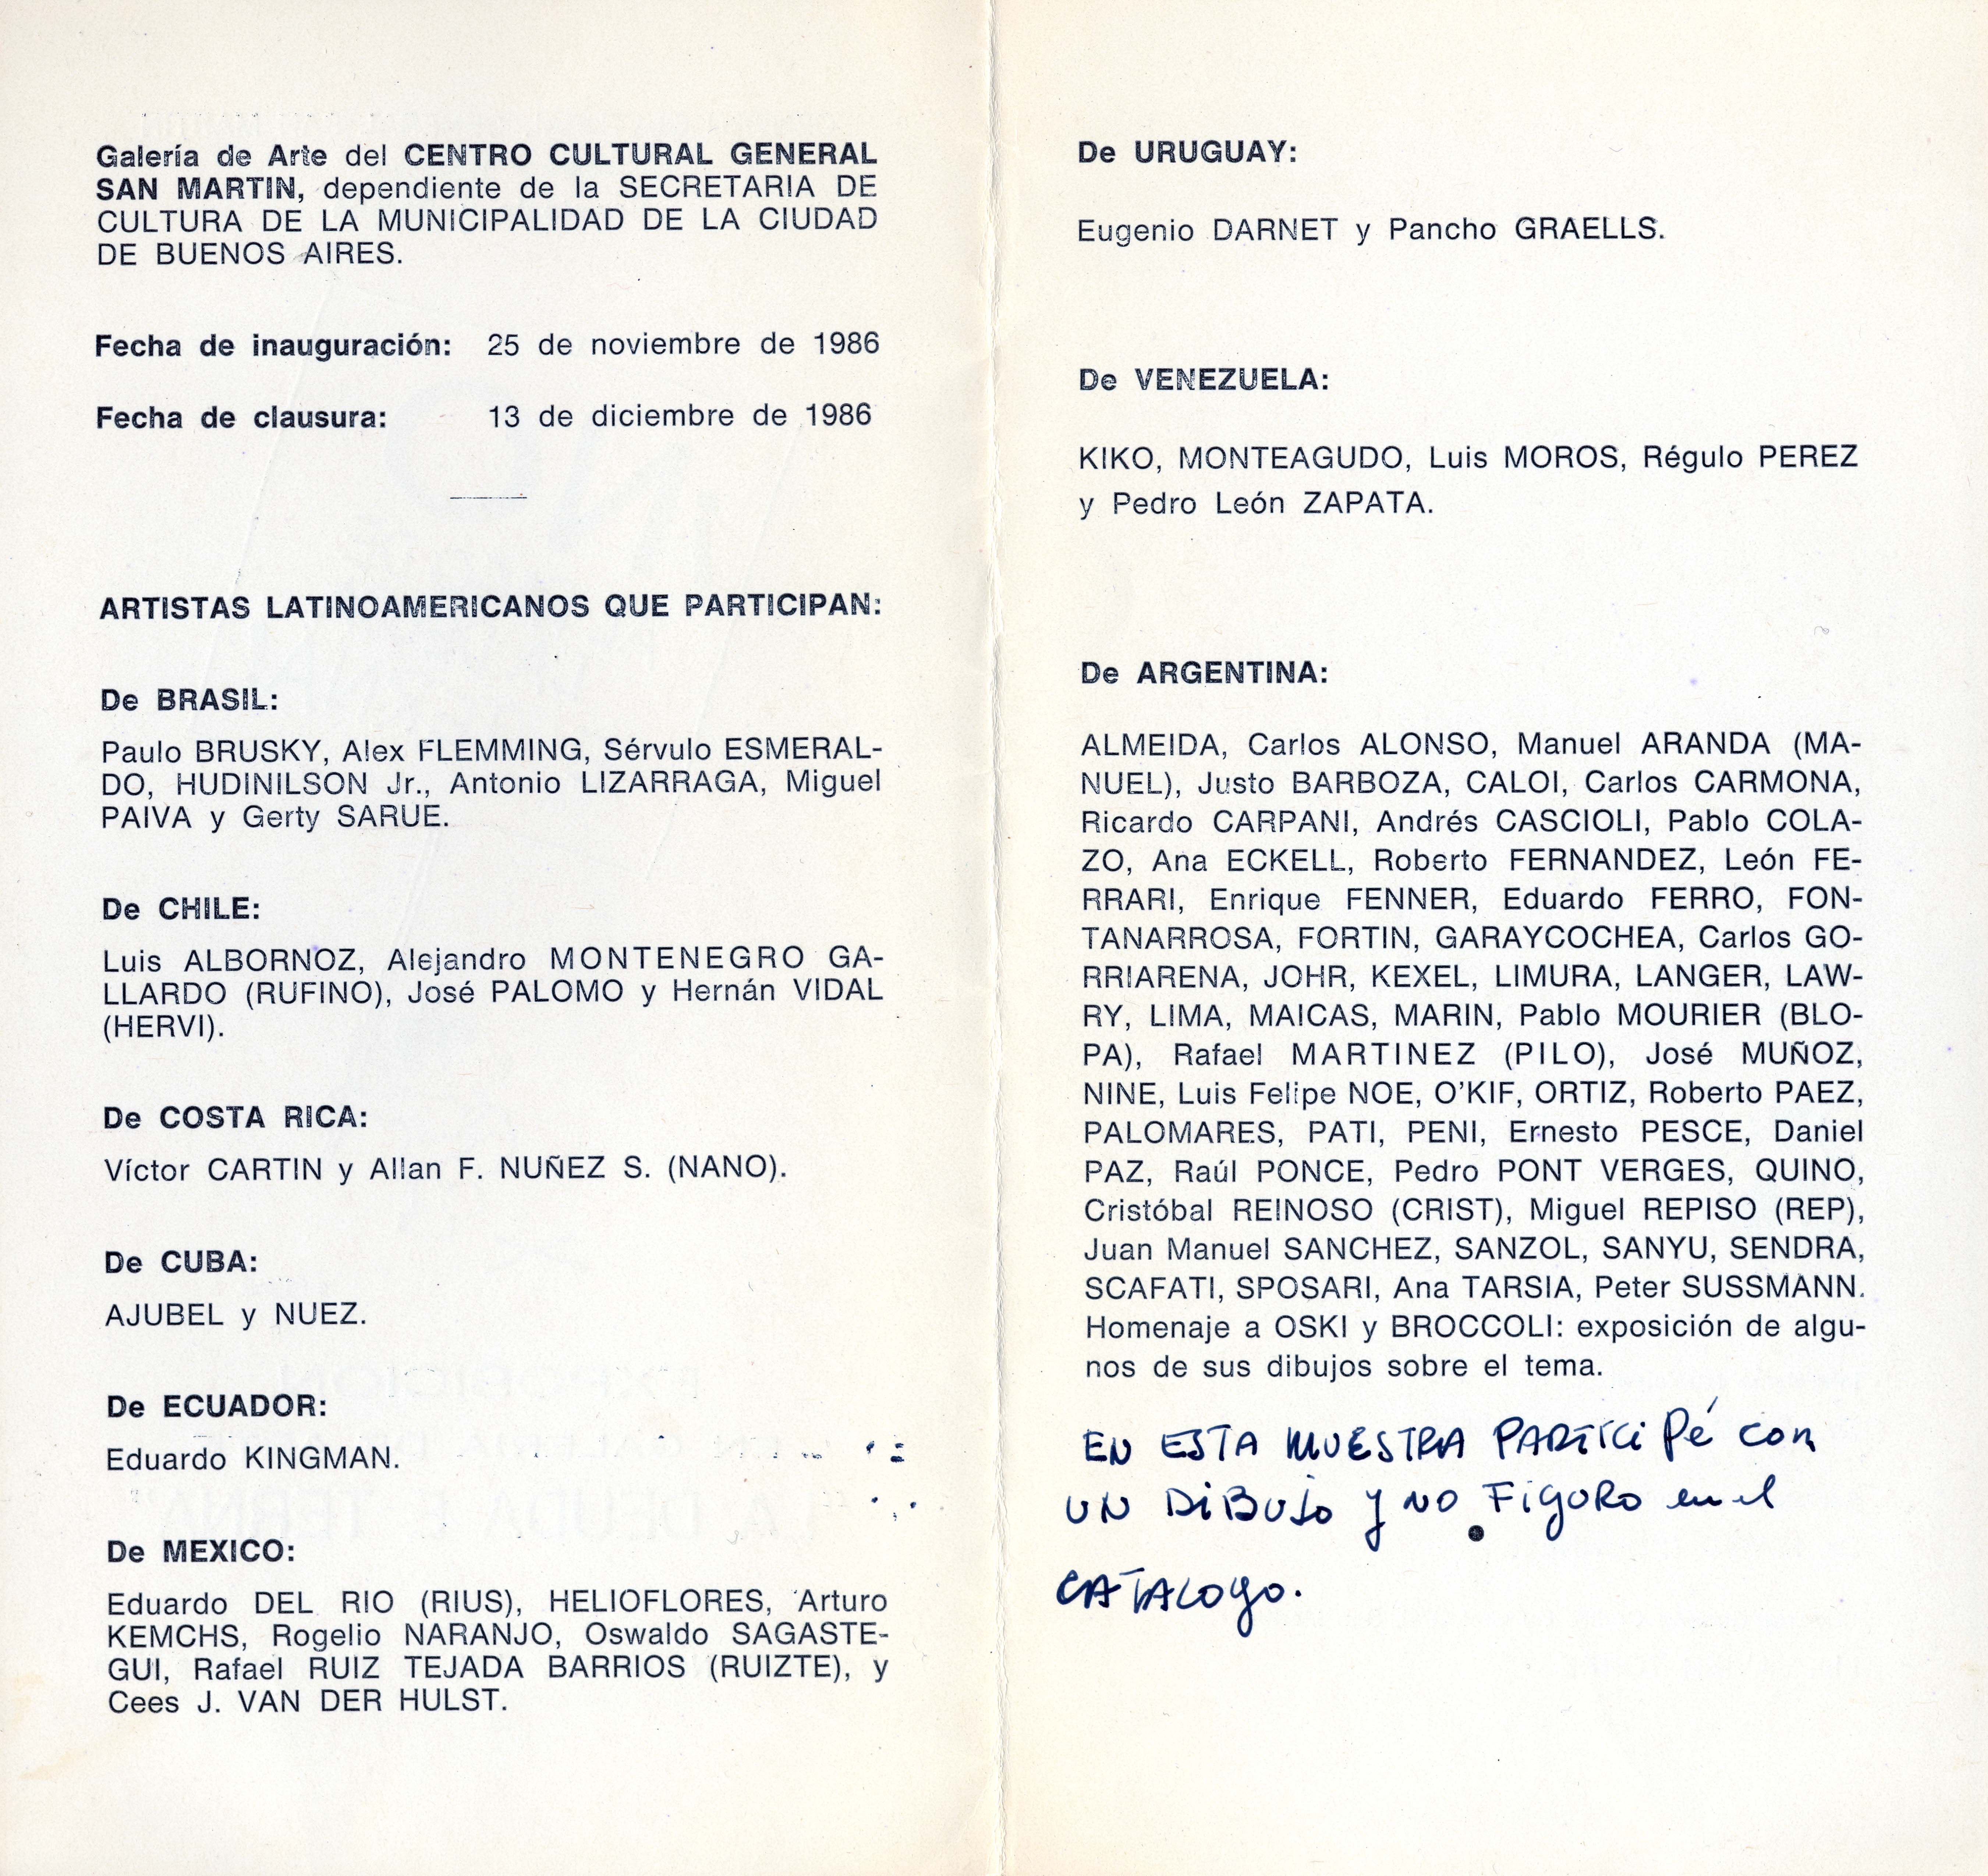 Galería de Arte del CENTRO CULTURAL GENERAL
SAN MARTIN, dependiente de la SECRETARIA DE
CULTURA DE LA MUNICIPALIDAD DE LA CIUDAD
DE BUENOS AIRES.
Fecha de inauguración: 25 de noviembre de 1986
Fecha de clausura: 13 de diciembre de 1986
ARTISTAS LATINOAMERICANOS QUE PARTICIPAN:
De BRASIL:
Paulo BRUSKY, Alex FLEMMING, Sérvulo ESMERAL-
DO, HUDINILSON Jr., Antonio LIZARRAGA, Miguel
PAIVA y Gerty SARUE.
De CHILE:
Luis ALBORNOZ, Alejandro MONTENEGRO GA-
LLARDO (RUFINO), José PALOMO y Hernán VIDAL
(HERVI).
De COSTA RICA:
Víctor CARTIN y Allan F. NUÑEZ S. (NANO).
De CUBA:
AJUBEL y NUEZ.
De ECUADOR:
Eduardo KINGMAN.
De MEXICO:
Eduardo DEL RIO (RIUS), HELIOFLORES, Arturo
KEMCHS, Rogelio NARANJO, Oswaldo SAGASTE-
GUI, Rafael RUIZ TEJADA BARRIOS (RUIZTE), y
Cees J. VAN DER HULST.
De URUGUAY:
Eugenio DARNET y Pancho GRAELLS.
De VENEZUELA:
KIKO, MONTEAGUDO, Luis MOROS, Régulo PEREZ
y Pedro León ZAPATA.
De ARGENTINA:
ALMEIDA, Carlos ALONSO, Manuel ARANDA (MA-
NUEL), Justo BARBOZA, CALOI, Carlos CARMONA,
Ricardo CARPANI, Andrés CASCIOLI, Pablo COLA-
ZO, Ana ECKELL, Roberto FERNANDEZ, León FE-
RRARI, Enrique FENNER, Eduardo FERRO, FON-
TANARROSA, FORTIN, GARAYCOCHEA, Carlos GO-
RRIARENA, JOHR, KEXEL, LIMURA, LANGER, LAW-
RY, LIMA, MAICAS, MARIN, Pablo MOURIER (BLO-
PA), Rafael MARTINEZ (PILO), José MUÑOZ,
NINE, Luis Felipe NOE, O'KIF, ORTIZ, Roberto PAEZ,
PALOMARES, PATI, PENI, Ernesto PESCE, Daniel
PAZ, Raúl PONCE, Pedro PONT VERGES, QUINO,
Cristóbal REINOSO (CRIST), Miguel REPISO (REP),
Juan Manuel SANCHEZ, SANZOL, SANYU, SENDRA,
SCAFATI, SPOSARI, Ana TARSIA, Peter SUSSMANN.
Homenaje a OSKI y BROCCOLI: exposición de algu-
nos de sus dibujos sobre el tema.
EN ESTA MUESTRA PARTICIPé con
UN DIBUJO y NO FIGURO en el
CATALOGO.